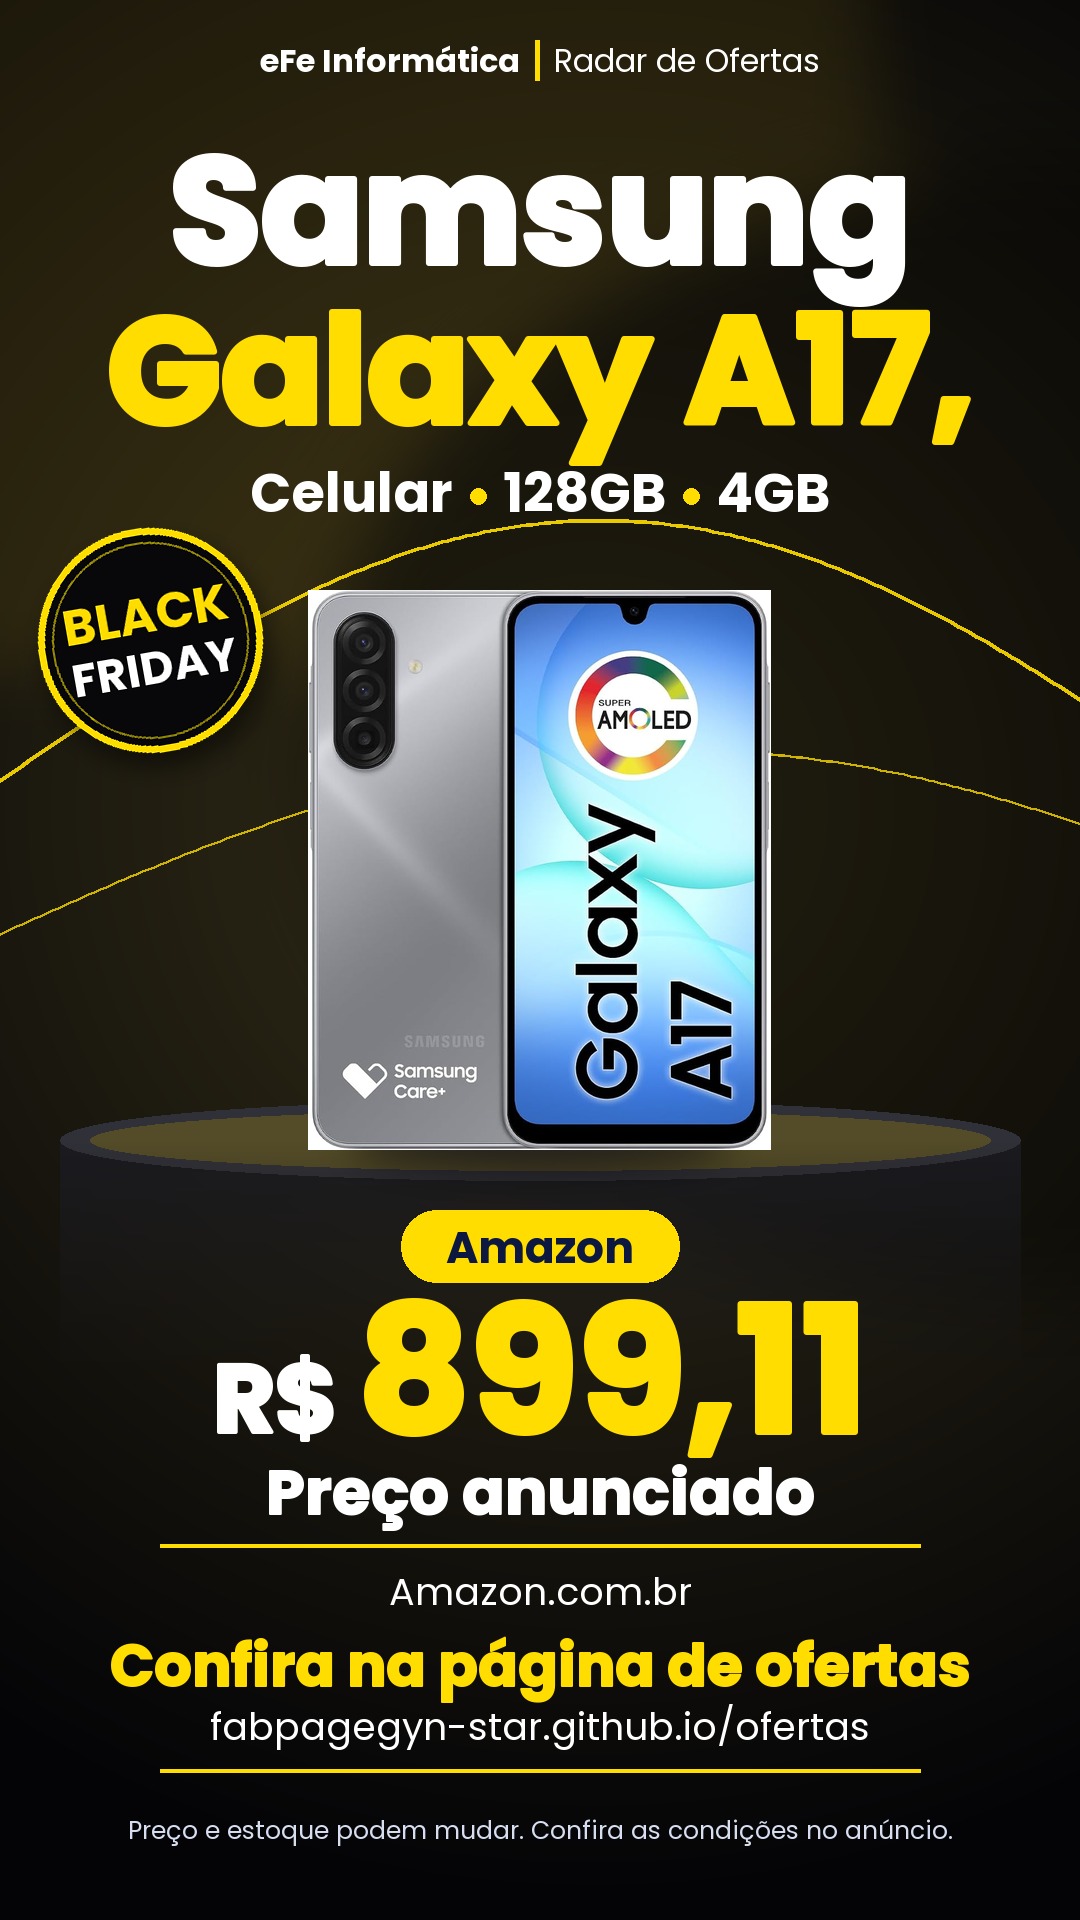 eFe Informática | Radar de Ofertas
Samsung
Galaxy A17,
Celular • 128GB • 4GB
BLACK
FRIDAY
SUPER
AMOLED
Galaxy
A17
SAMSUNG
Samsung
Care+
Amazon
R$ 899,11
Preço anunciado
Amazon.com.br
Confira na página de ofertas
fabpagegyn-star.github.io/ofertas
Preço e estoque podem mudar. Confira as condições no anúncio.